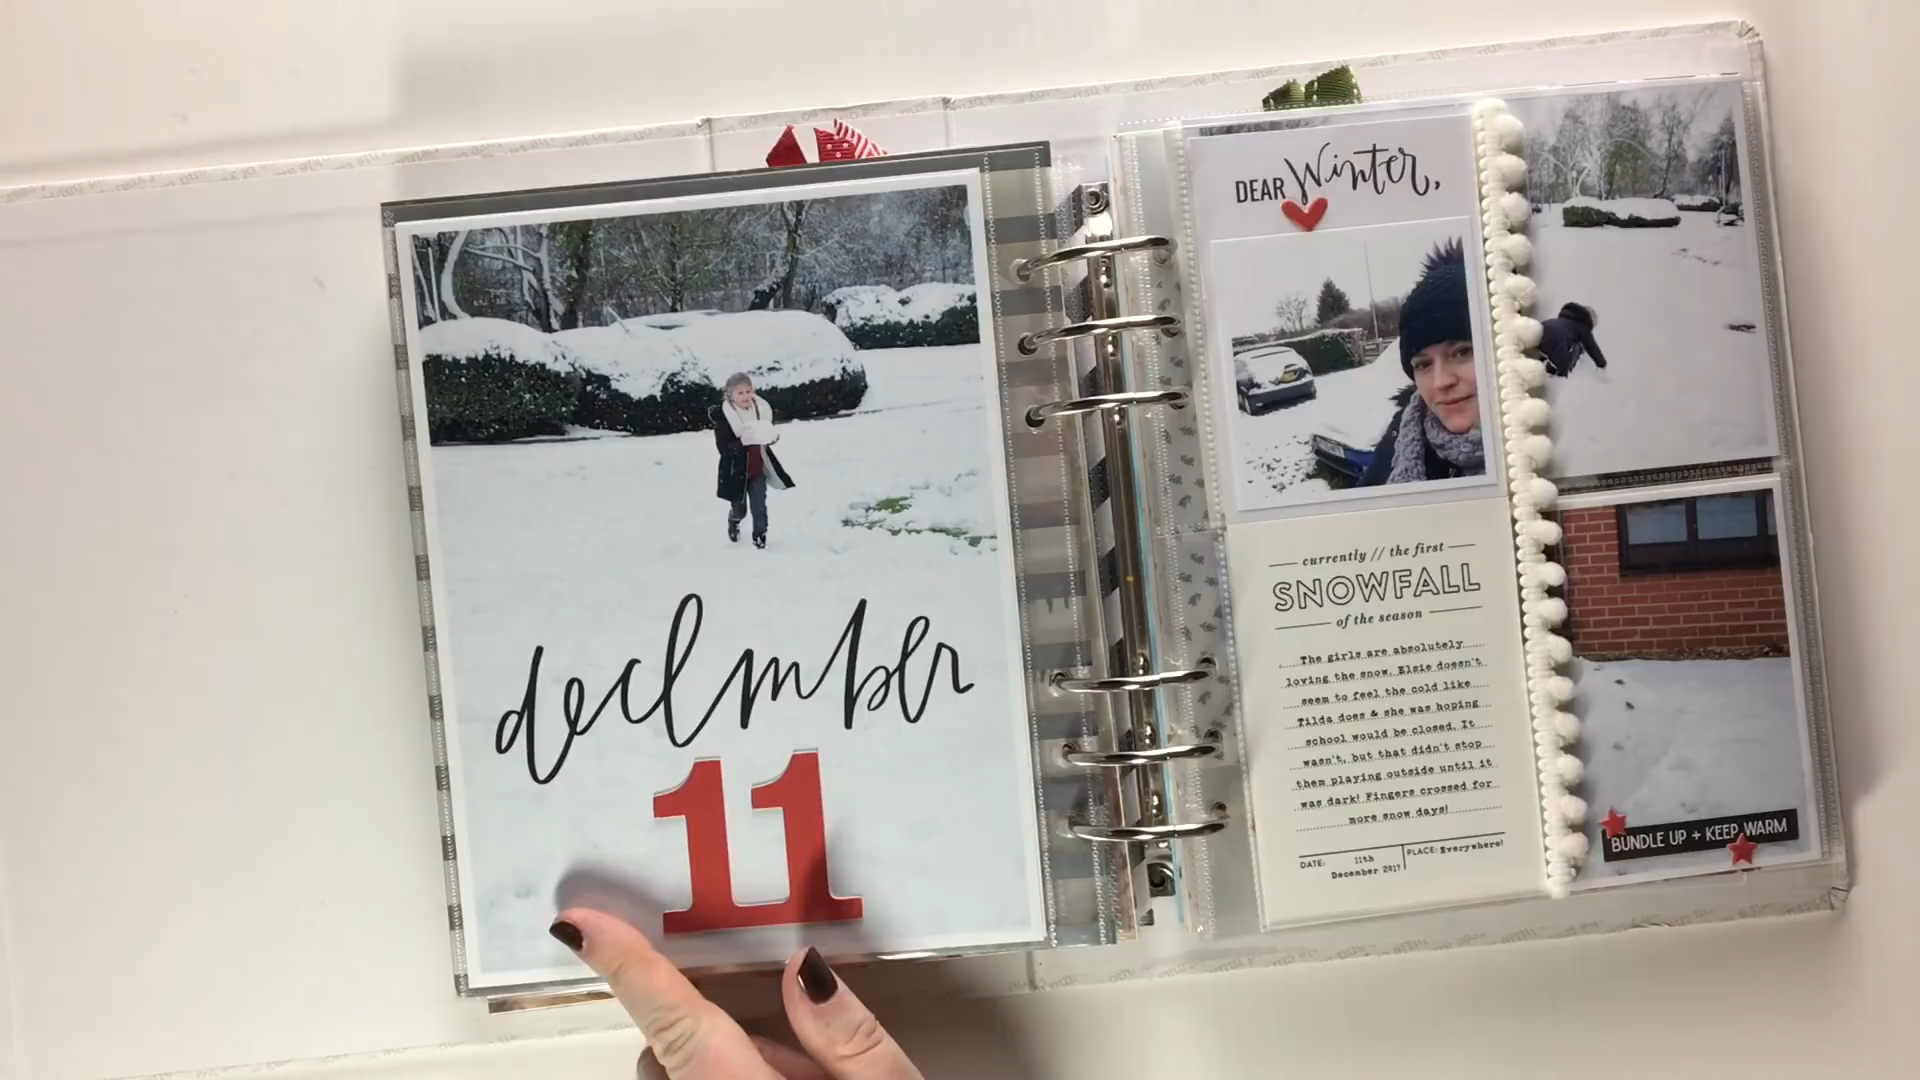 december
11
DEAR Winter,
currently // the first
SNOWFALL
of the season
The girls are absolutely
loving the snow. Elsie doesn't
seem to feel the cold like
Tilda does & she was hoping
school would be closed. It
wasn't, but that didn't stop
them playing outside until it
was dark! Fingers crossed for
more snow days!
DATE: 11th December 2017
PLACE: Everywhere!
BUNDLE UP + KEEP WARM